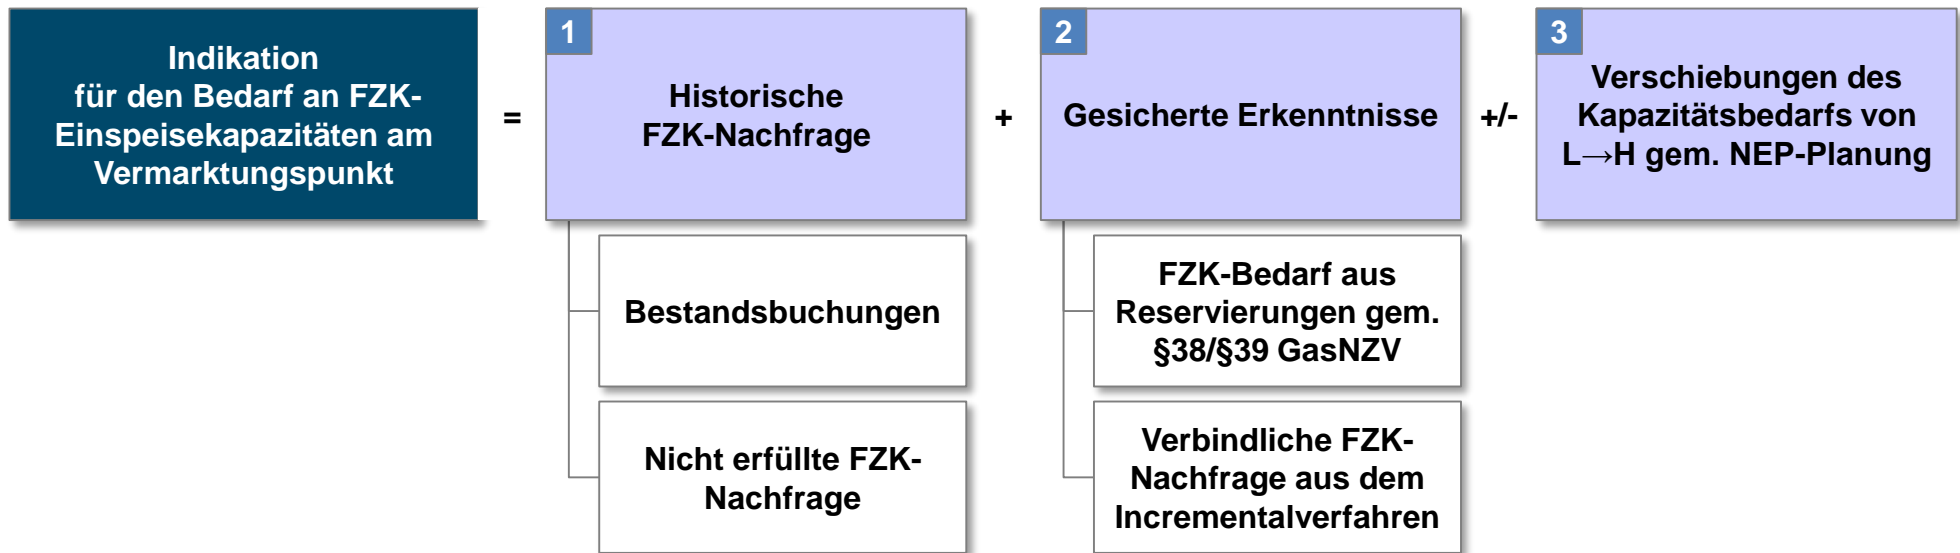 Indikation
für den Bedarf an FZK-
Einspeisekapazitäten am
Vermarktungspunkt
=
1
Historische
FZK-Nachfrage
+
2
Gesicherte Erkenntnisse
+/-
3
Verschiebungen des
Kapazitätsbedarfs von
L→H gem. NEP-Planung
Bestandsbuchungen
Nicht erfüllte FZK-
Nachfrage
FZK-Bedarf aus
Reservierungen gem.
§38/§39 GasNZV
Verbindliche FZK-
Nachfrage aus dem
Incrementalverfahren